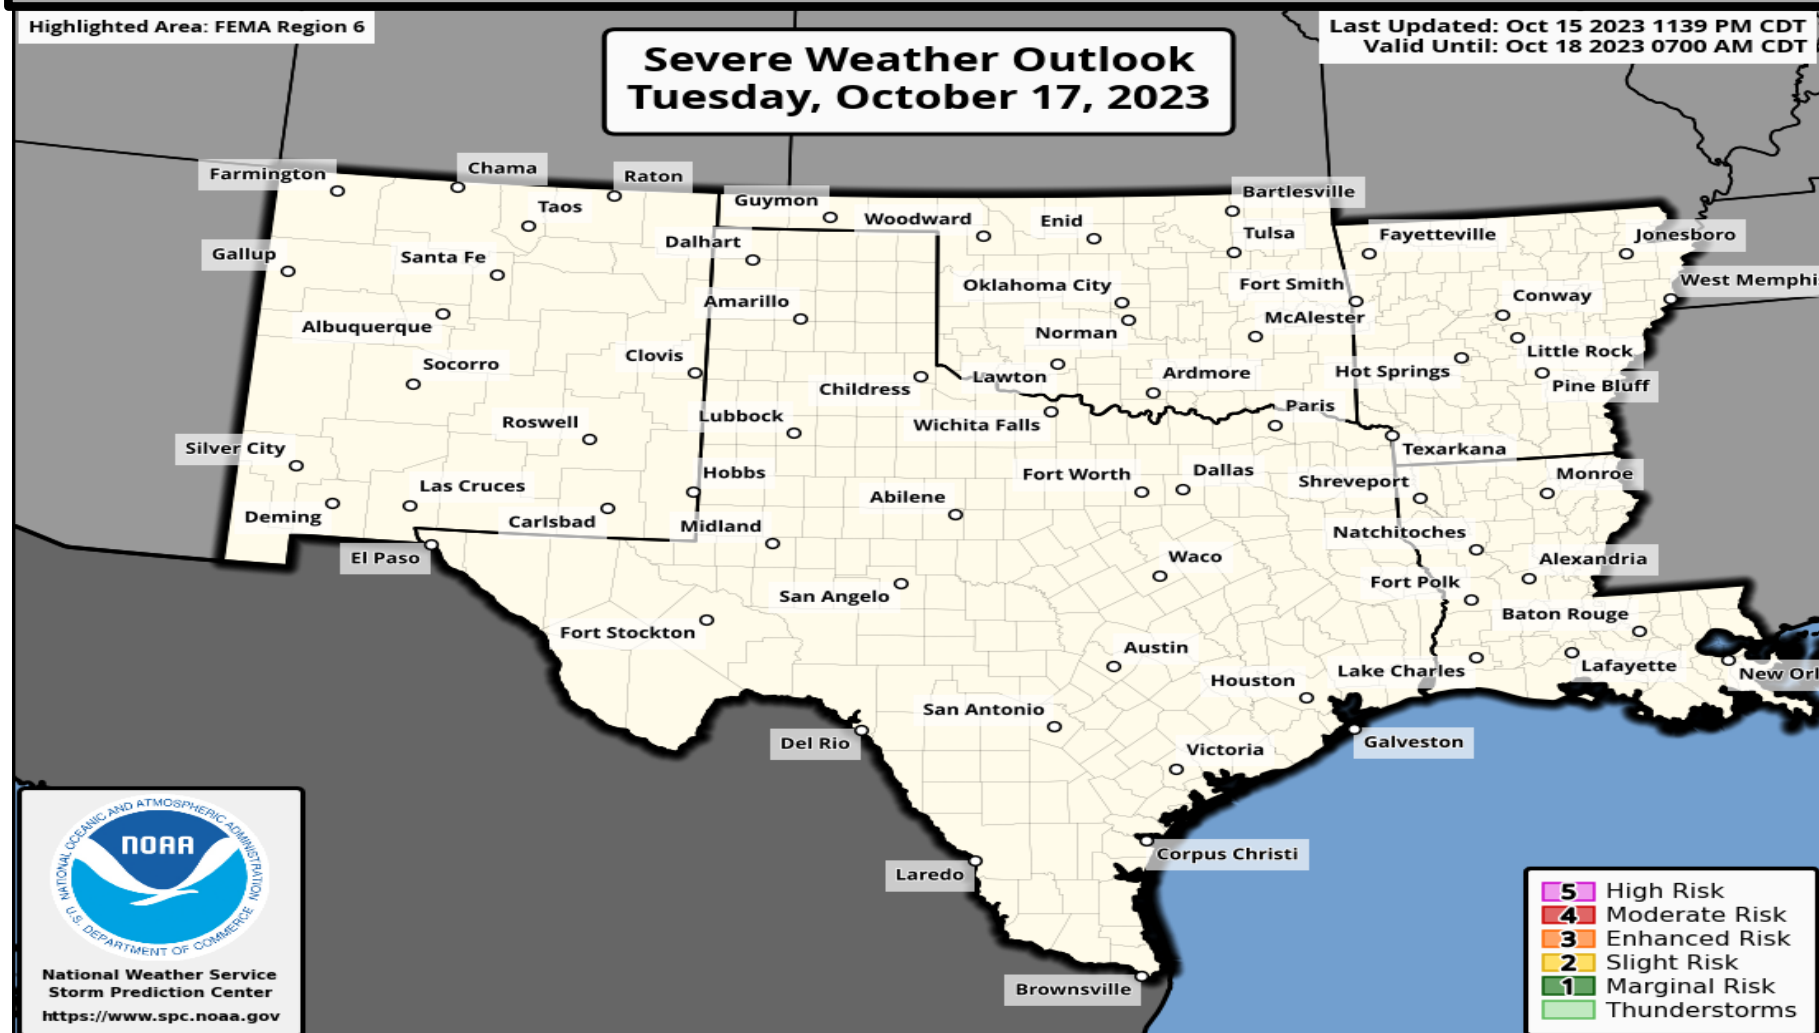 Highlighted Area: FEMA Region 6
Severe Weather Outlook
Tuesday, October 17, 2023
Last Updated: Oct 15 2023 1139 PM CDT
Valid Until: Oct 18 2023 0700 AM CDT
Farmington
Chama
Raton
Taos
Guymon
Woodward
Enid
Bartlesville
Gallup
Santa Fe
Dalhart
Tulsa
Fayetteville
Jonesboro
Albuquerque
Amarillo
Oklahoma City
Fort Smith
Conway
West Memphi
Norman
McAlester
Socorro
Clovis
Childress
Lawton
Ardmore
Hot Springs
Little Rock
Pine Bluff
Roswell
Lubbock
Wichita Falls
Paris
Texarkana
Silver City
Las Cruces
Hobbs
Abilene
Fort Worth
Dallas
Shreveport
Monroe
Deming
Carlsbad
Midland
Natchitoches
El Paso
San Angelo
Waco
Fort Polk
Alexandria
Fort Stockton
Austin
Baton Rouge
Houston
Lake Charles
Lafayette
New Orl
San Antonio
Del Rio
Victoria
Galveston
Laredo
Corpus Christi
Brownsville
NATIONAL OCEANIC AND ATMOSPHERIC ADMINISTRATION
NOAA
U.S. DEPARTMENT OF COMMERCE
National Weather Service
Storm Prediction Center
https://www.spc.noaa.gov
5 High Risk
4 Moderate Risk
3 Enhanced Risk
2 Slight Risk
1 Marginal Risk
Thunderstorms